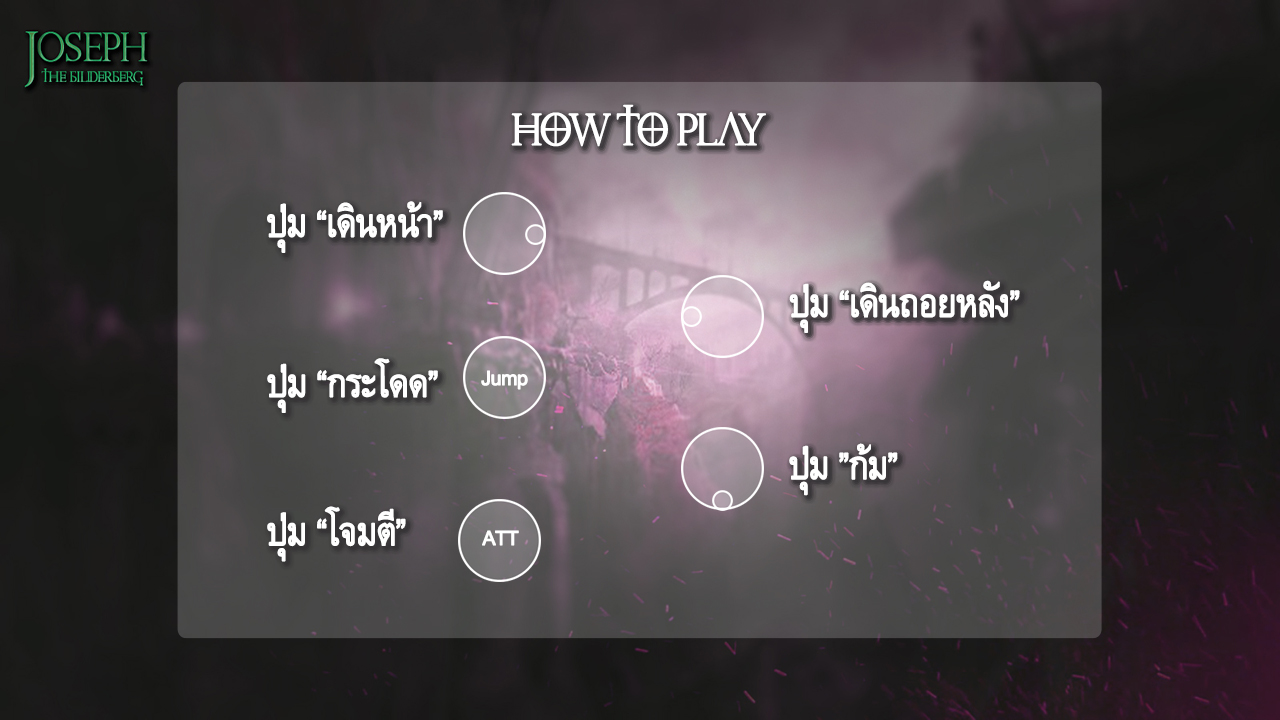 JOSEPH
THE BILDERBERG
HOW TO PLAY
ปุ่ม “เดินหน้า”
ปุ่ม “เดินถอยหลัง”
ปุ่ม “กระโดด”
Jump
ปุ่ม ”ก้ม”
ปุ่ม “โจมตี”
ATT